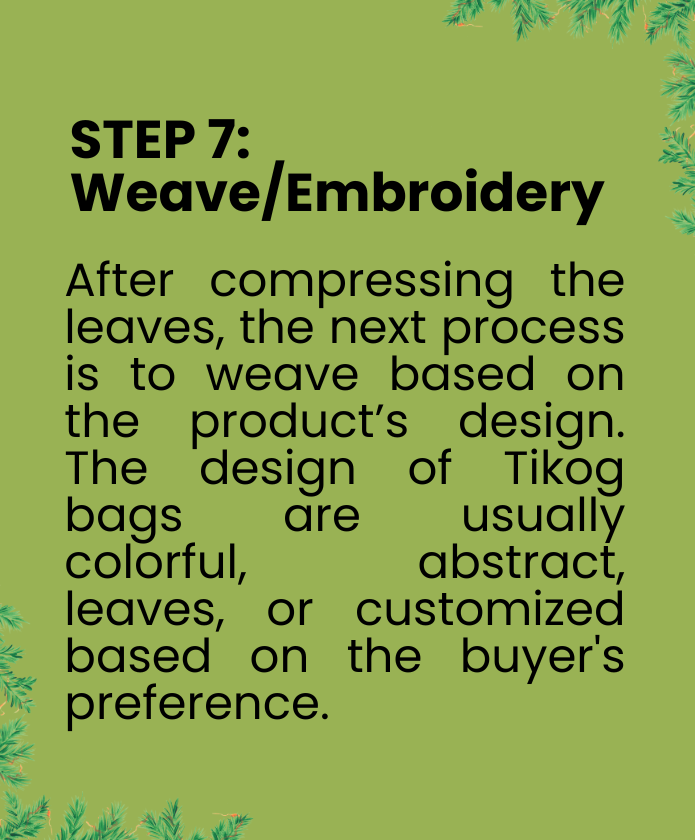 STEP 7:
Weave/Embroidery
After compressing the
leaves, the next process
is to weave based on
the product’s design.
The design of Tikog
bags are usually
colorful, abstract,
leaves, or customized
based on the buyer's
preference.